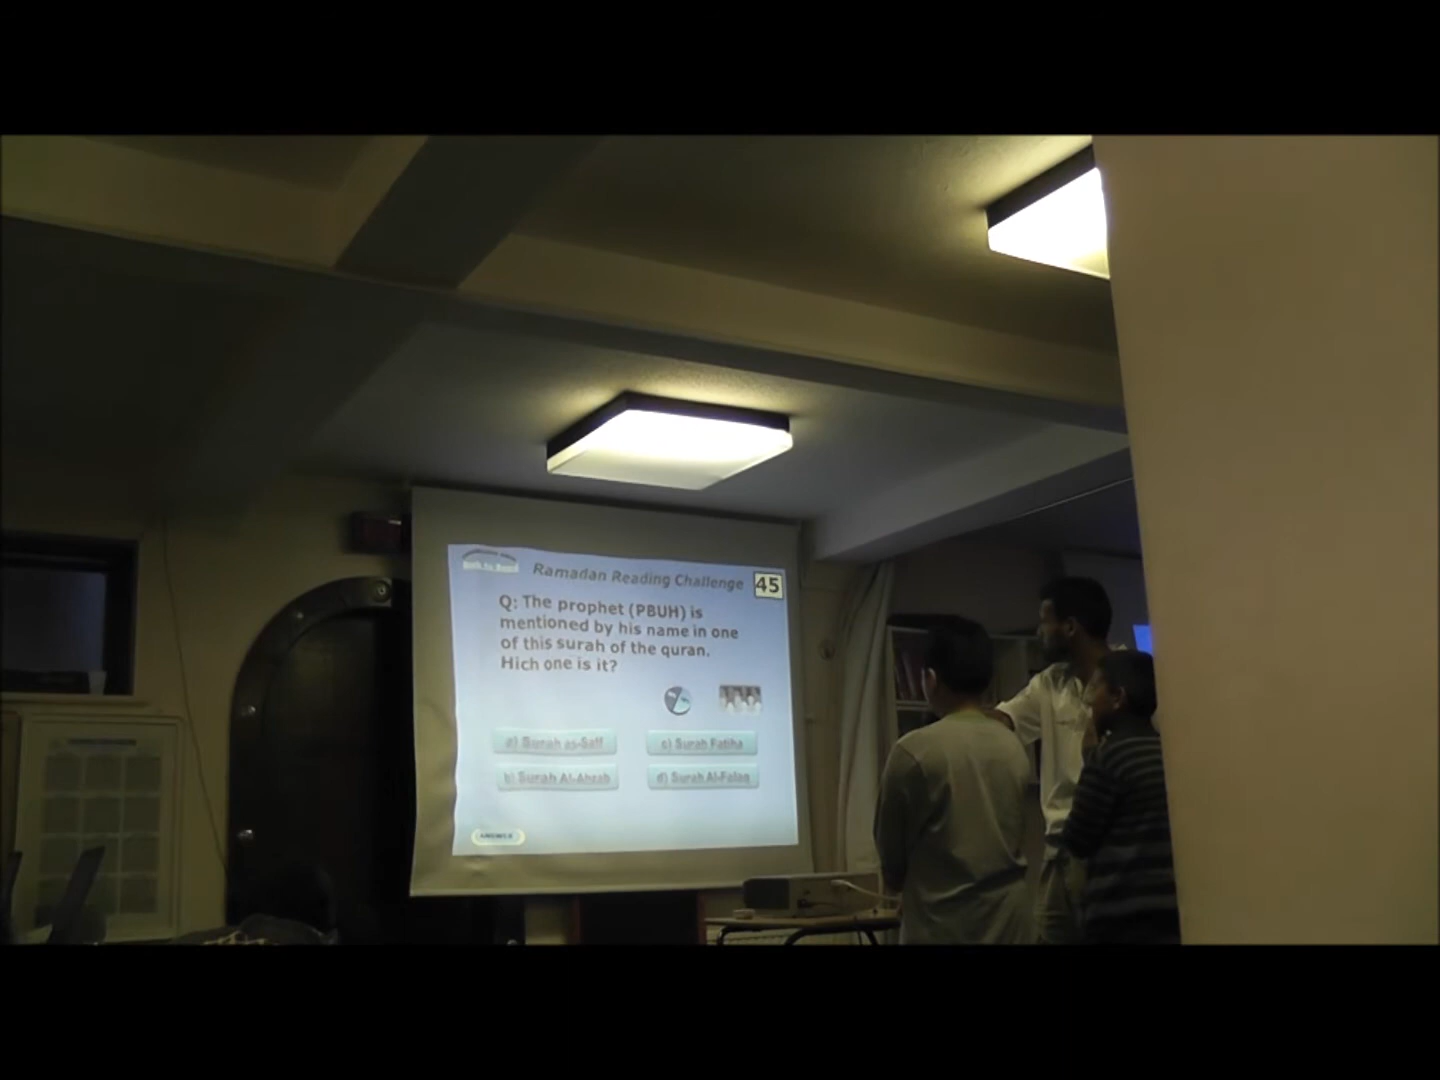 Ramadan Reading Challenge
45
Q: The prophet (PBUH) is
mentioned by his name in one
of this surah of the quran.
Hich one is it?
a) Surah as-Saff
c) Surah Fatiha
b) Surah Al-Ahzab
d) Surah Al-Falaq
ANSWER